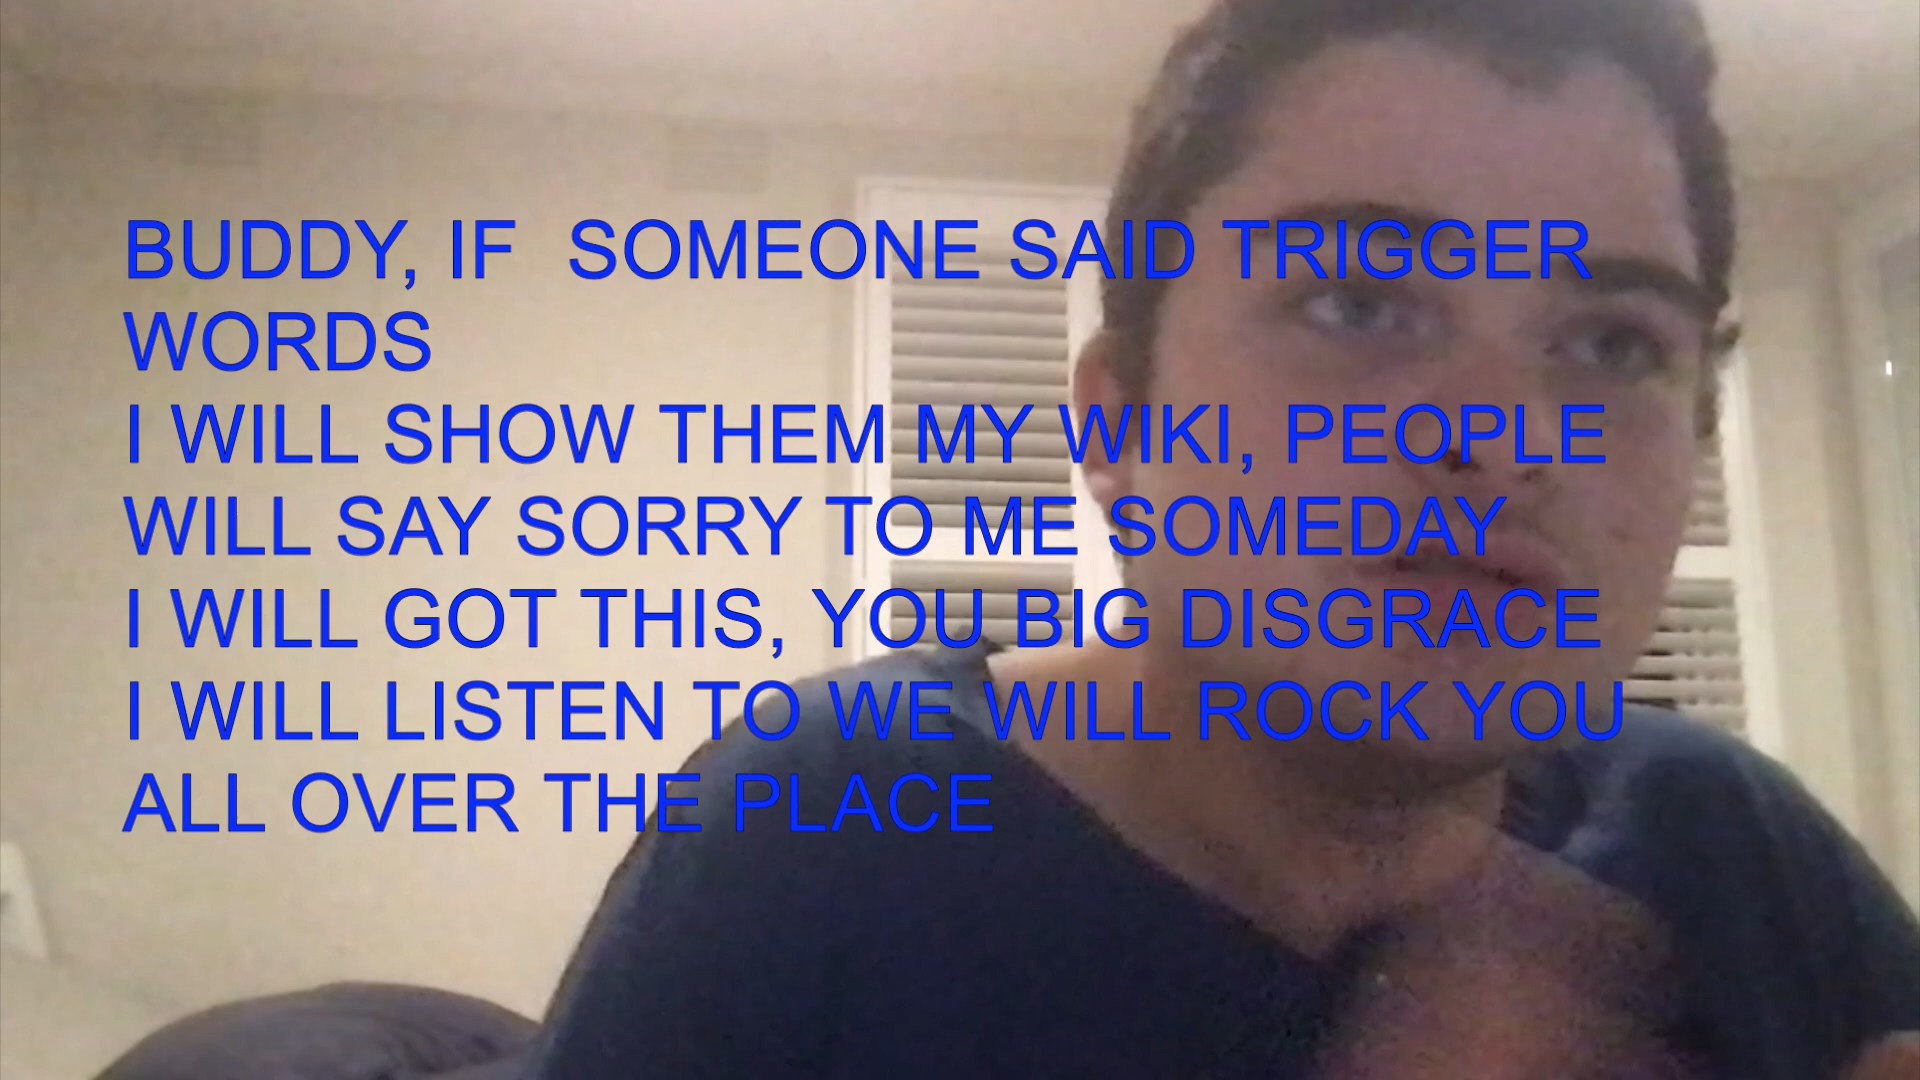 BUDDY, IF  SOMEONE SAID TRIGGER
WORDS
I WILL SHOW THEM MY WIKI, PEOPLE
WILL SAY SORRY TO ME SOMEDAY
I WILL GOT THIS, YOU BIG DISGRACE
I WILL LISTEN TO WE WILL ROCK YOU
ALL OVER THE PLACE